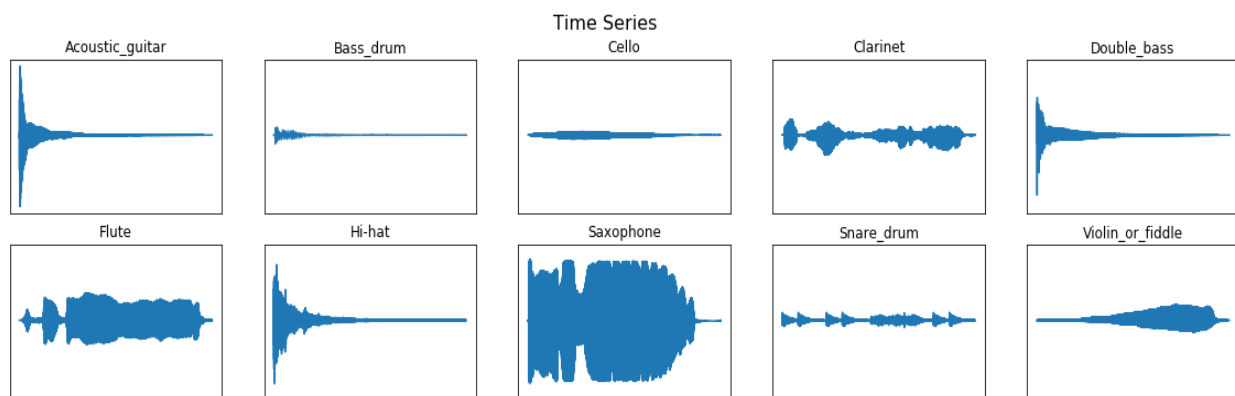 Time Series
Acoustic_guitar
Bass_drum
Cello
Clarinet
Double_bass
Flute
Hi-hat
Saxophone
Snare_drum
Violin_or_fiddle